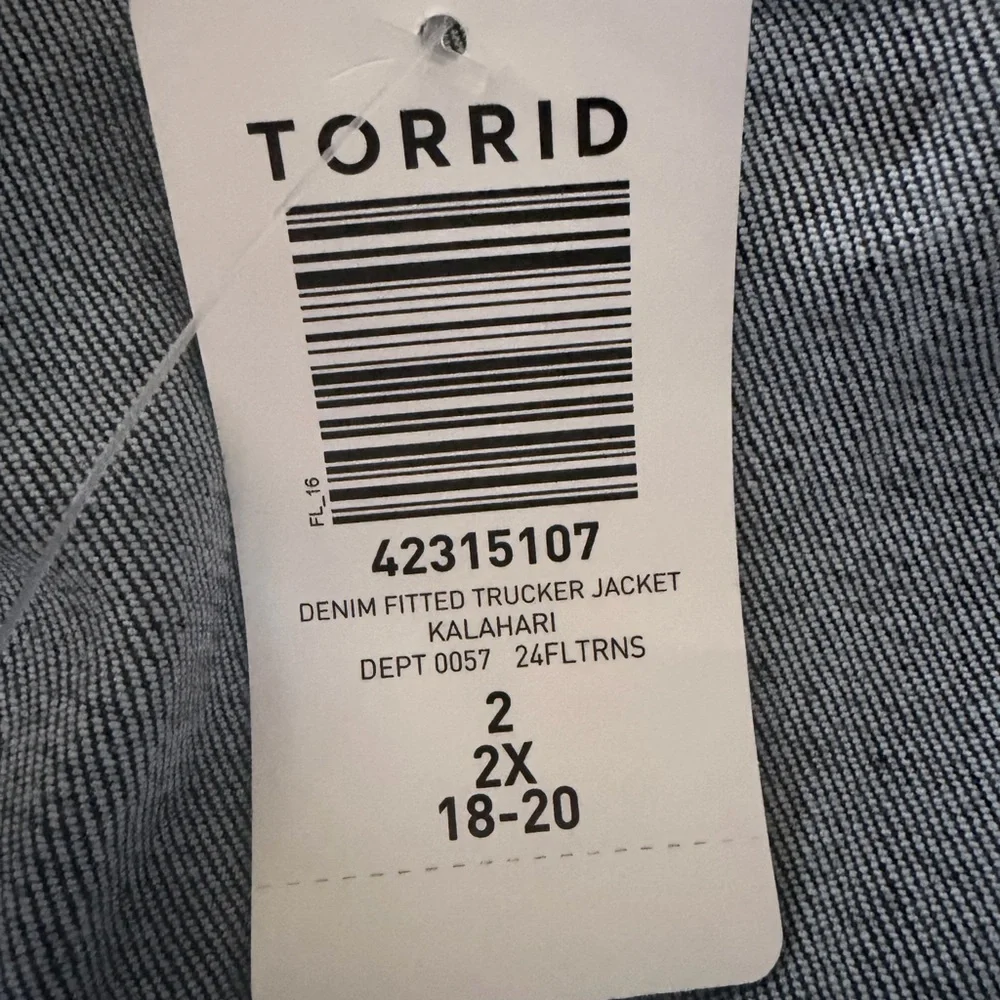 TORRID
FL_16
42315107
DENIM FITTED TRUCKER JACKET
KALAHARI
DEPT 0057 24FLTRNS
2
2X
18-20